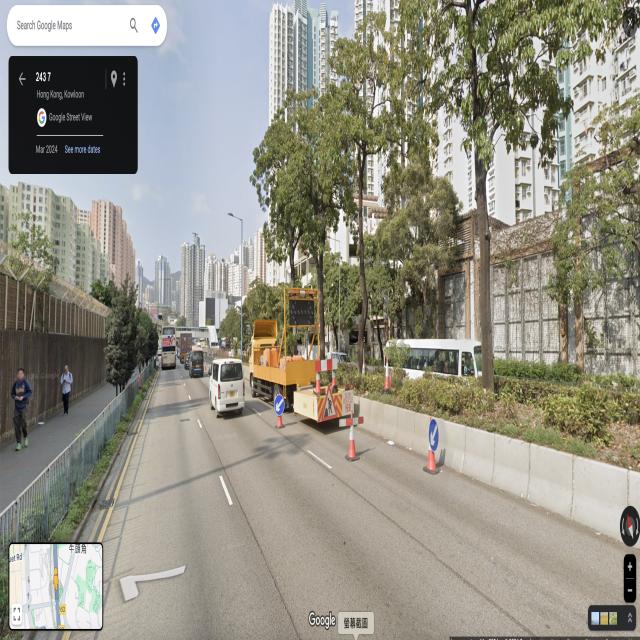 Search Google Maps
243 7
Hong Kong, Kowloon
Google Street View
Mar 2024 See more dates
牛頭角
Google
螢幕截圖